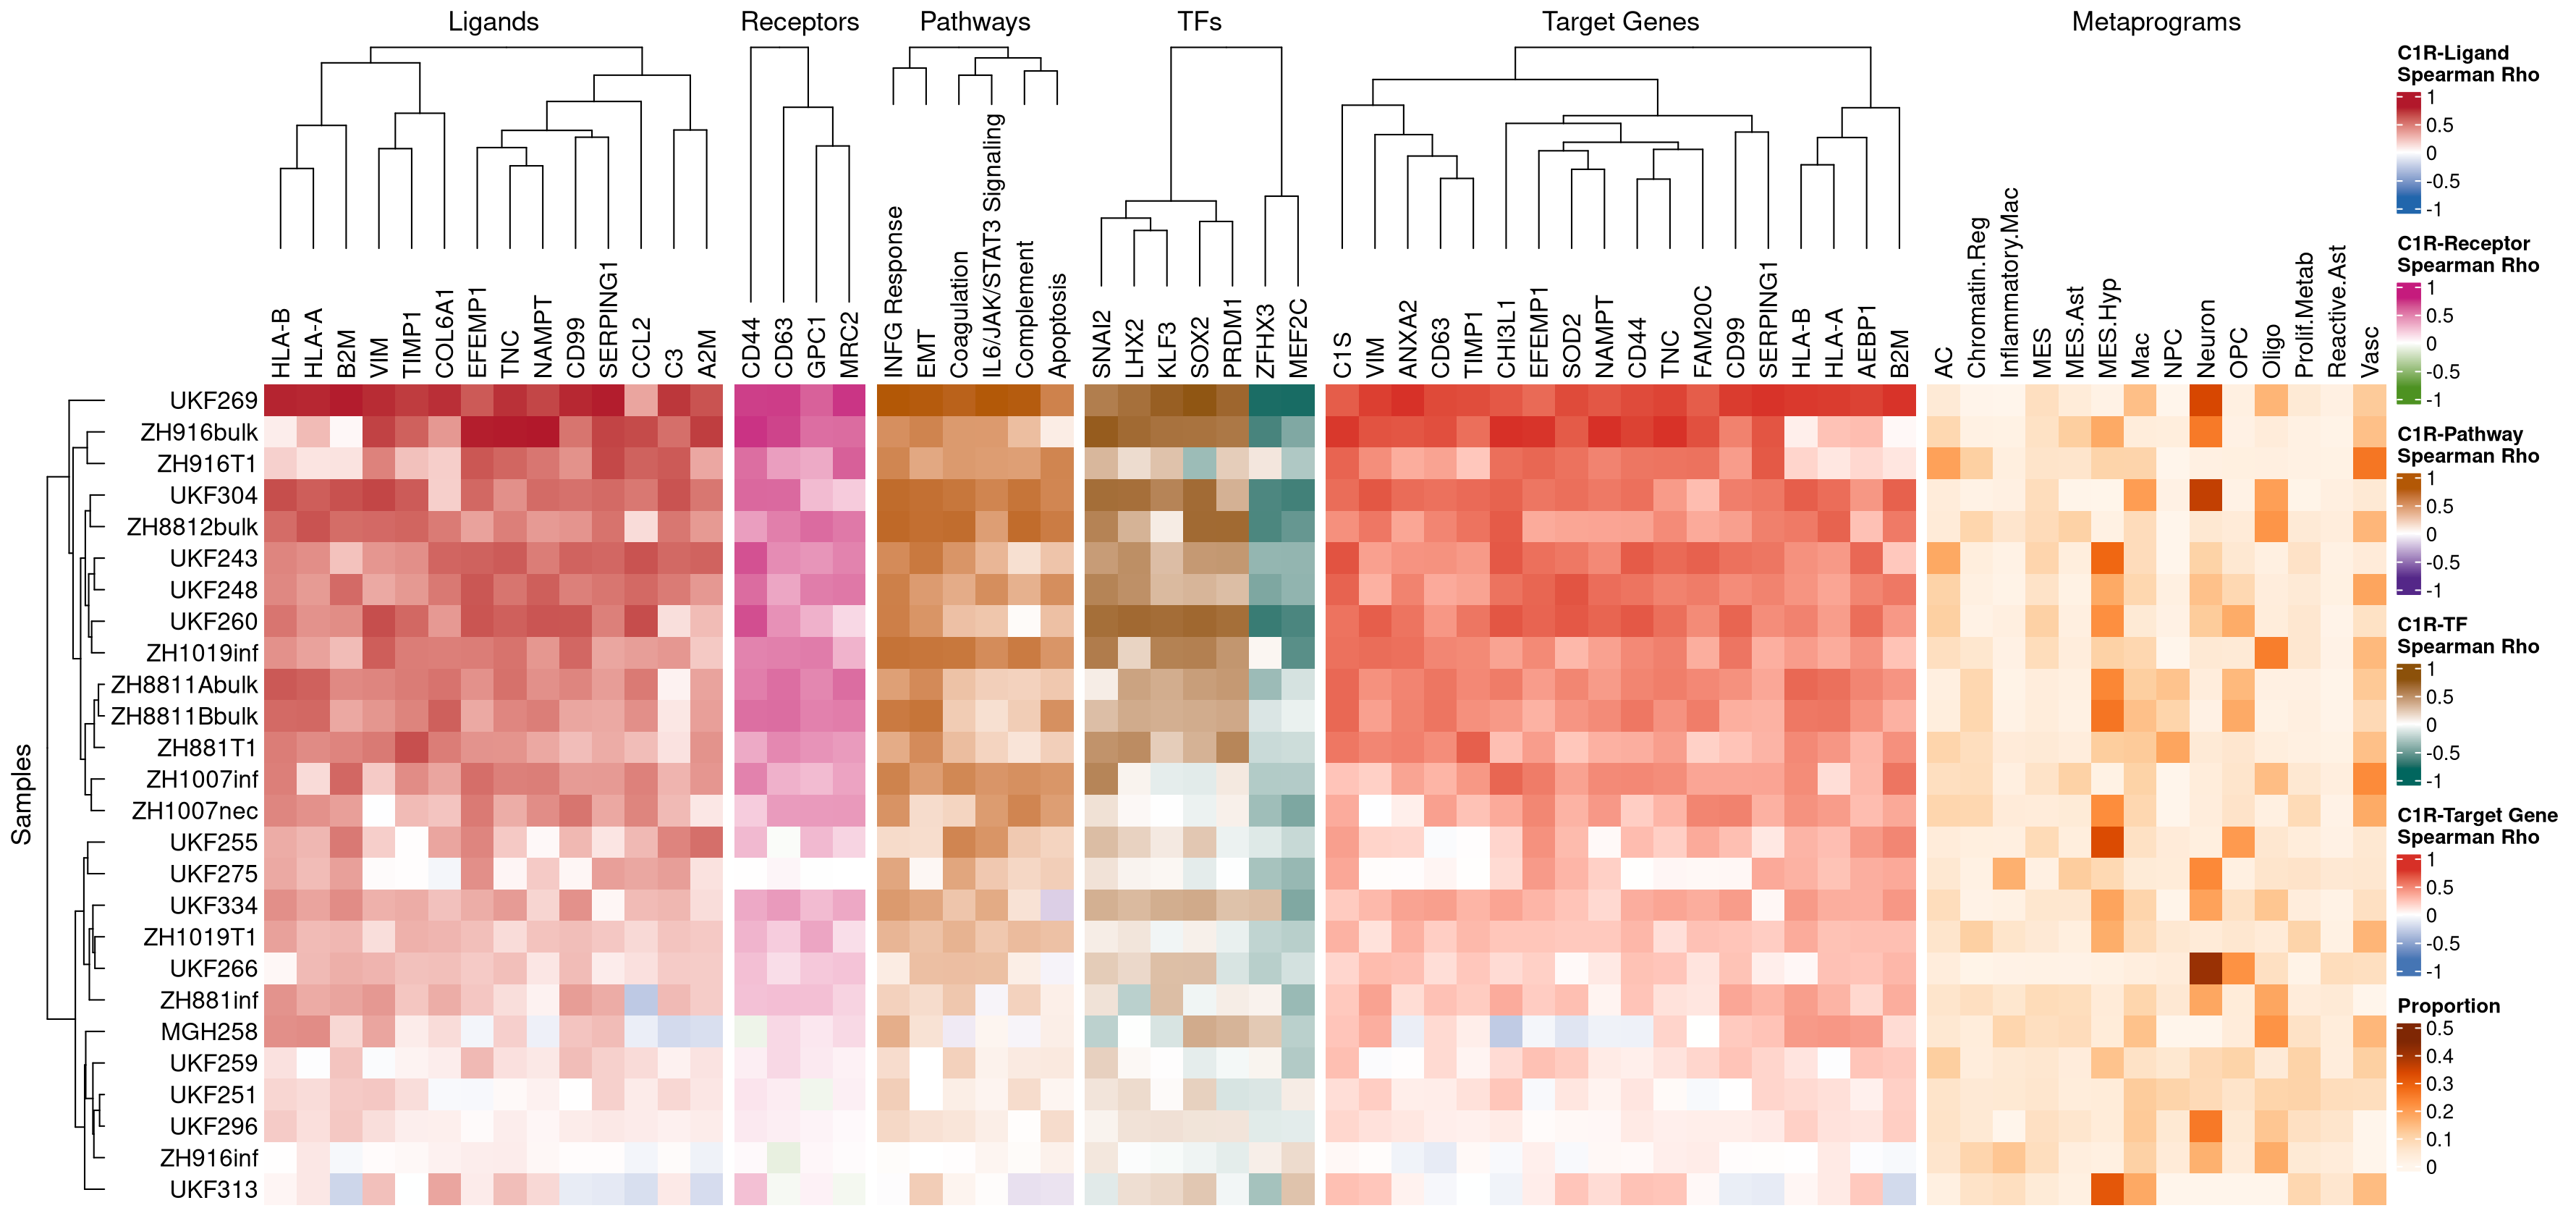 Ligands
Receptors
Pathways
TFs
Target Genes
Metaprograms
HLA-B
HLA-A
B2M
VIM
TIMP1
COL6A1
EFEMP1
TNC
NAMPT
CD99
SERPING1
CCL2
C3
A2M
CD44
CD63
GPC1
MRC2
INFG Response
EMT
Coagulation
IL6/JAK/STAT3 Signaling
Complement
Apoptosis
SNAI2
LHX2
KLF3
SOX2
PRDM1
ZFHX3
MEF2C
C1S
VIM
ANXA2
CD63
TIMP1
CHI3L1
EFEMP1
SOD2
NAMPT
CD44
TNC
FAM20C
CD99
SERPING1
HLA-B
HLA-A
AEBP1
B2M
AC
Chromatin.Reg
Inflammatory.Mac
MES
MES.Ast
MES.Hyp
Mac
NPC
Neuron
OPC
Oligo
Prolif.Metab
Reactive.Ast
Vasc
Samples
UKF269
ZH916bulk
ZH916T1
UKF304
ZH8812bulk
UKF243
UKF248
UKF260
ZH1019inf
ZH8811Abulk
ZH8811Bbulk
ZH881T1
ZH1007inf
ZH1007nec
UKF255
UKF275
UKF334
ZH1019T1
UKF266
ZH881inf
MGH258
UKF259
UKF251
UKF296
ZH916inf
UKF313
C1R-Ligand
Spearman Rho
1
0.5
0
-0.5
-1
C1R-Receptor
Spearman Rho
1
0.5
0
-0.5
-1
C1R-Pathway
Spearman Rho
1
0.5
0
-0.5
-1
C1R-TF
Spearman Rho
1
0.5
0
-0.5
-1
C1R-Target Gene
Spearman Rho
1
0.5
0
-0.5
-1
Proportion
0.5
0.4
0.3
0.2
0.1
0